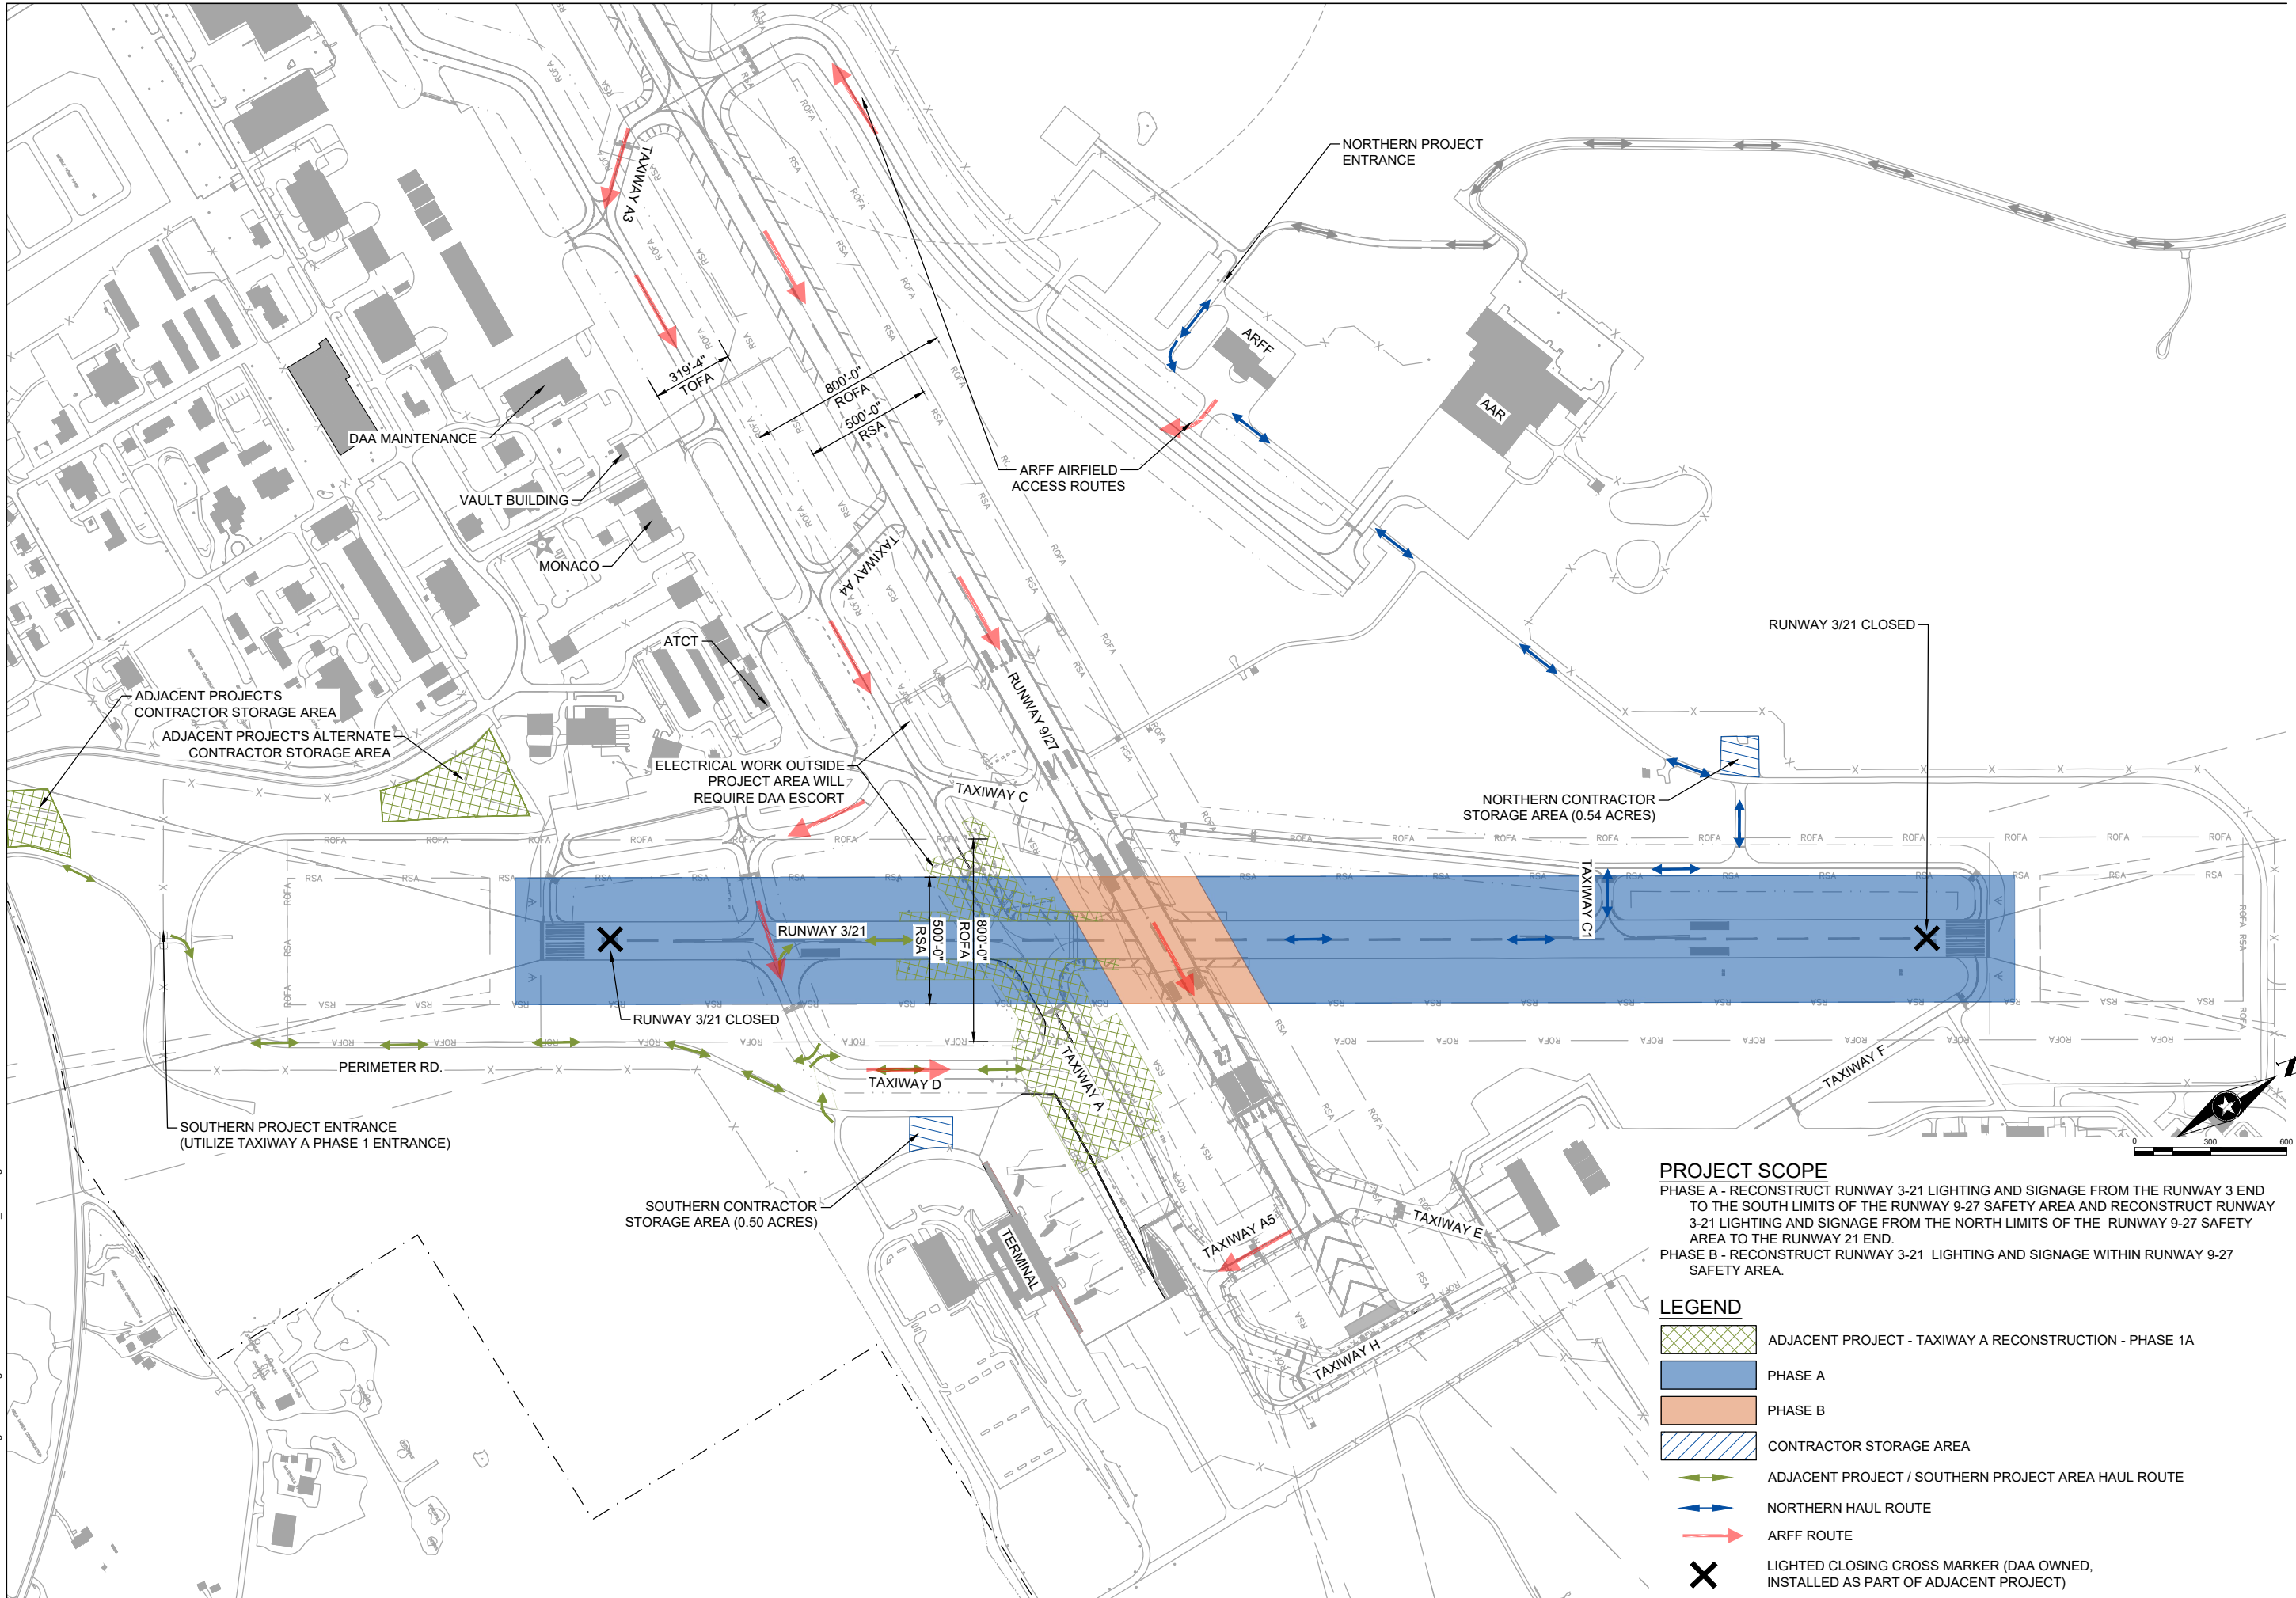 NORTHERN PROJECT
ENTRANCE
TAXIWAY A3
ARFF
AAR
319'-4"
TOFA
800'-0"
ROFA
500'-0"
RSA
DAA MAINTENANCE
VAULT BUILDING
MONACO
ARFF AIRFIELD
ACCESS ROUTES
TAXIWAY A4
ATCT
RUNWAY 3/21 CLOSED
ADJACENT PROJECT'S
CONTRACTOR STORAGE AREA
ADJACENT PROJECT'S ALTERNATE
CONTRACTOR STORAGE AREA
RUNWAY 9/27
ELECTRICAL WORK OUTSIDE
PROJECT AREA WILL
REQUIRE DAA ESCORT
TAXIWAY C
NORTHERN CONTRACTOR
STORAGE AREA (0.54 ACRES)
TAXIWAY C1
RUNWAY 3/21
500'-0"
RSA
800'-0"
ROFA
RUNWAY 3/21 CLOSED
PERIMETER RD.
TAXIWAY D
TAXIWAY A
27
TAXIWAY F
SOUTHERN PROJECT ENTRANCE
(UTILIZE TAXIWAY A PHASE 1 ENTRANCE)
SOUTHERN CONTRACTOR
STORAGE AREA (0.50 ACRES)
TERMINAL
TAXIWAY A5
TAXIWAY E
TAXIWAY H
0 300 600
PROJECT SCOPE
PHASE A - RECONSTRUCT RUNWAY 3-21 LIGHTING AND SIGNAGE FROM THE RUNWAY 3 END
TO THE SOUTH LIMITS OF THE RUNWAY 9-27 SAFETY AREA AND RECONSTRUCT RUNWAY
3-21 LIGHTING AND SIGNAGE FROM THE NORTH LIMITS OF THE RUNWAY 9-27 SAFETY
AREA TO THE RUNWAY 21 END.
PHASE B - RECONSTRUCT RUNWAY 3-21 LIGHTING AND SIGNAGE WITHIN RUNWAY 9-27
SAFETY AREA.
LEGEND
ADJACENT PROJECT - TAXIWAY A RECONSTRUCTION - PHASE 1A
PHASE A
PHASE B
CONTRACTOR STORAGE AREA
ADJACENT PROJECT / SOUTHERN PROJECT AREA HAUL ROUTE
NORTHERN HAUL ROUTE
ARFF ROUTE
LIGHTED CLOSING CROSS MARKER (DAA OWNED,
INSTALLED AS PART OF ADJACENT PROJECT)